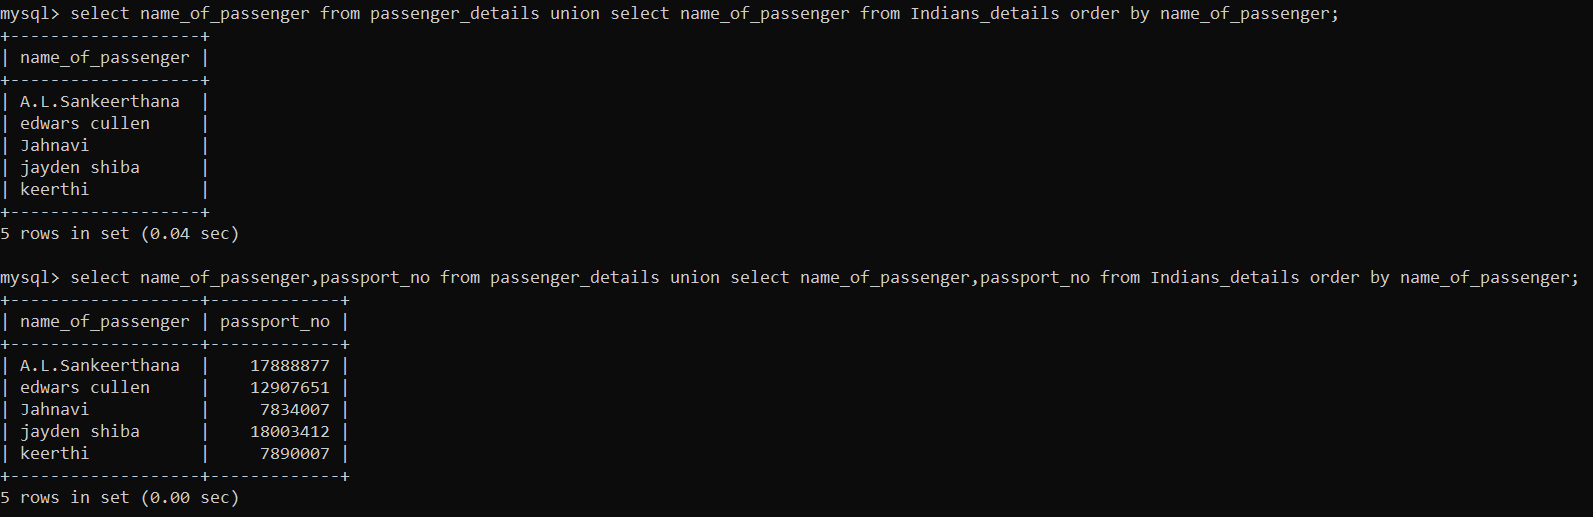 mysql> select name_of_passenger from passenger_details union select name_of_passenger from Indians_details order by name_of_passenger;
+-------------------+
| name_of_passenger |
+-------------------+
| A.L.Sankeerthana  |
| edwars cullen     |
| Jahnavi           |
| jayden shiba      |
| keerthi           |
+-------------------+
5 rows in set (0.04 sec)

mysql> select name_of_passenger,passport_no from passenger_details union select name_of_passenger,passport_no from Indians_details order by name_of_passenger;
+-------------------+-------------+
| name_of_passenger | passport_no |
+-------------------+-------------+
| A.L.Sankeerthana  |    17888877 |
| edwars cullen     |    12907651 |
| Jahnavi           |     7834007 |
| jayden shiba      |    18003412 |
| keerthi           |     7890007 |
+-------------------+-------------+
5 rows in set (0.00 sec)